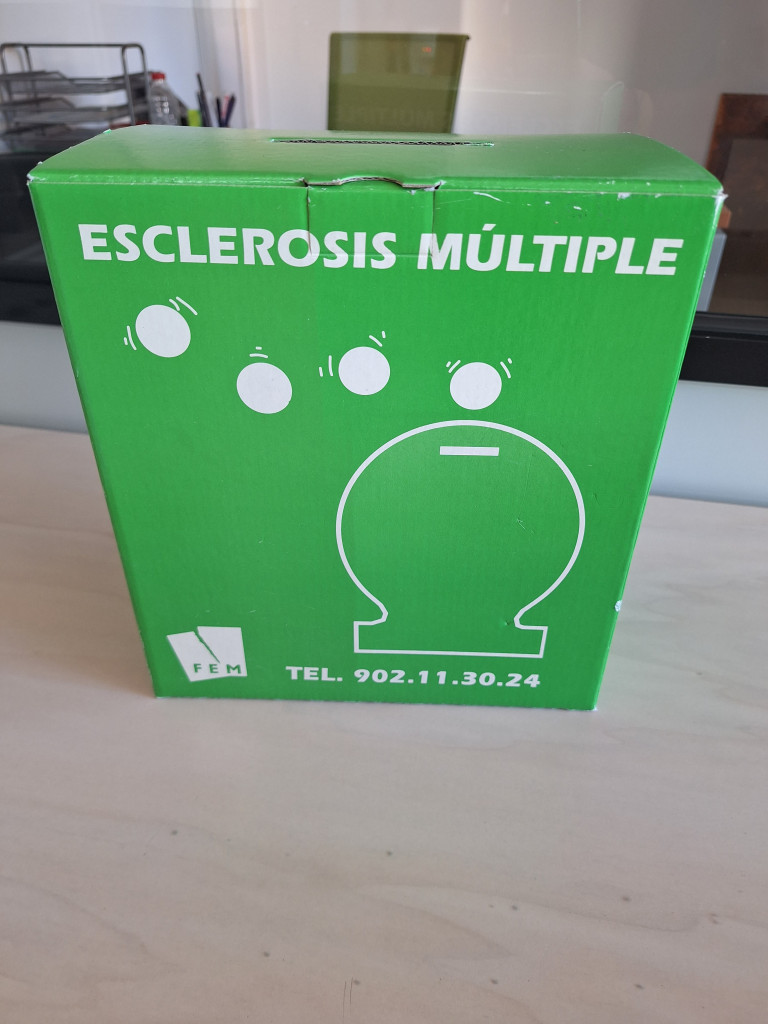 ESCLEROSIS MÚLTIPLE
FEM
TEL. 902.11.30.24